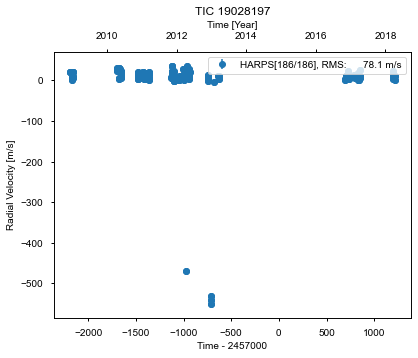 TIC 19028197
Time [Year]
2010 2012 2014 2016 2018
HARPS[186/186], RMS: 78.1 m/s
Radial Velocity [m/s]
0
−100
−200
−300
−400
−500
−2000 −1500 −1000 −500 0 500 1000
Time - 2457000